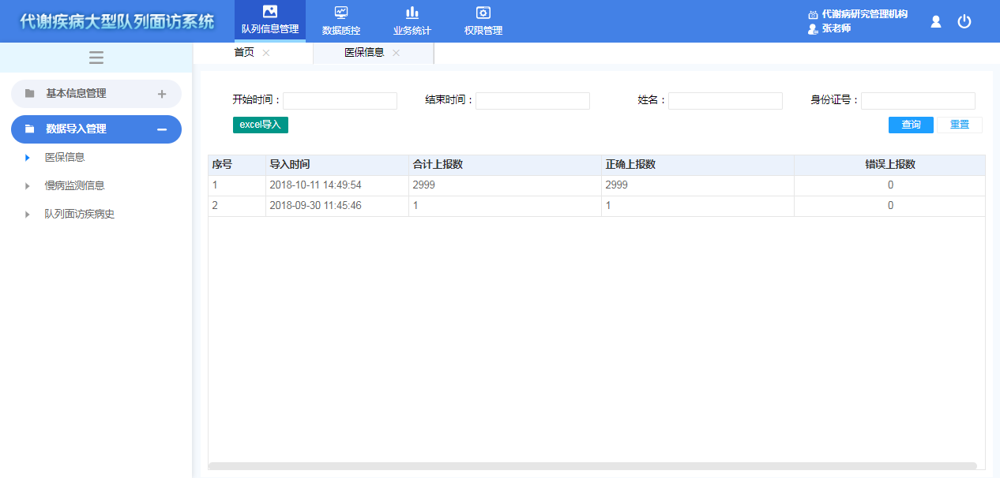 代谢疾病大型队列面访系统
队列信息管理
数据质控
业务统计
权限管理
代谢病研究管理机构
张老师
首页
医保信息
基本信息管理
数据导入管理
医保信息
慢病监测信息
队列面访疾病史
开始时间： 结束时间： 姓名： 身份证号：
excel导入 查询 重置
序号 导入时间 合计上报数 正确上报数 错误上报数
1 2018-10-11 14:49:54 2999 2999 0
2 2018-09-30 11:45:46 1 1 0